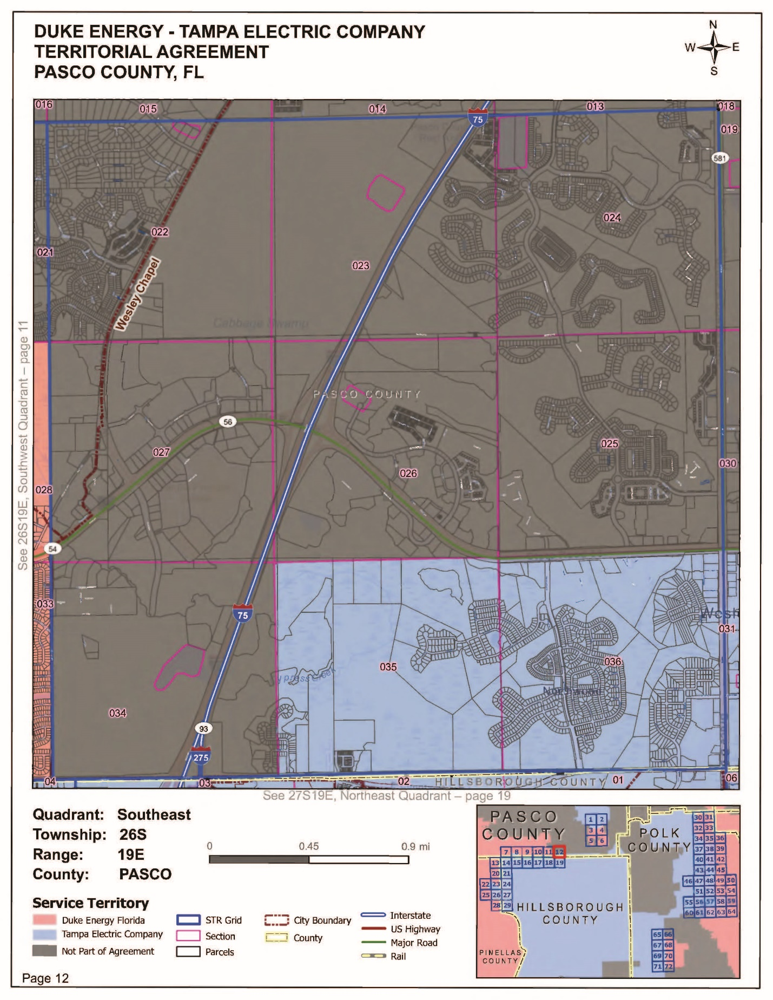 DUKE ENERGY - TAMPA ELECTRIC COMPANY
TERRITORIAL AGREEMENT
PASCO COUNTY, FL
N
W E
S
016
015
014
013
018
75
019
581
024
022
021
023
Wesley Chapel
Cabbage Swamp
See 26S19E, Southwest Quadrant – page 11
PASCO COUNTY
56
027
025
026
030
028
54
033
75
031
035
036
034
93
275
04
03
02
HILLSBOROUGH COUNTY
01
06
See 27S19E, Northeast Quadrant – page 19
Quadrant: Southeast
Township: 26S
Range: 19E
County: PASCO
0 0.45 0.9 mi
Service Territory
Duke Energy Florida
Tampa Electric Company
Not Part of Agreement
STR Grid
Section
Parcels
City Boundary
County
Interstate
US Highway
Major Road
Rail
PASCO
COUNTY
POLK
COUNTY
HILLSBOROUGH
COUNTY
PINELLAS
COUNTY
1 2
3 4
5 6
7 8 9 10 11 12
13 14 15 16 17 18 19
20 21
22 23 24
25 26 27
28 29
30 31
32 33
34 35 36
37 38 39
40 41 42
43 44 45
46 47 48 49 50
51 52 53 54
55 56 57 58 59
60 61 62 63 64
65 66
67 68
69 70
71 72
Page 12